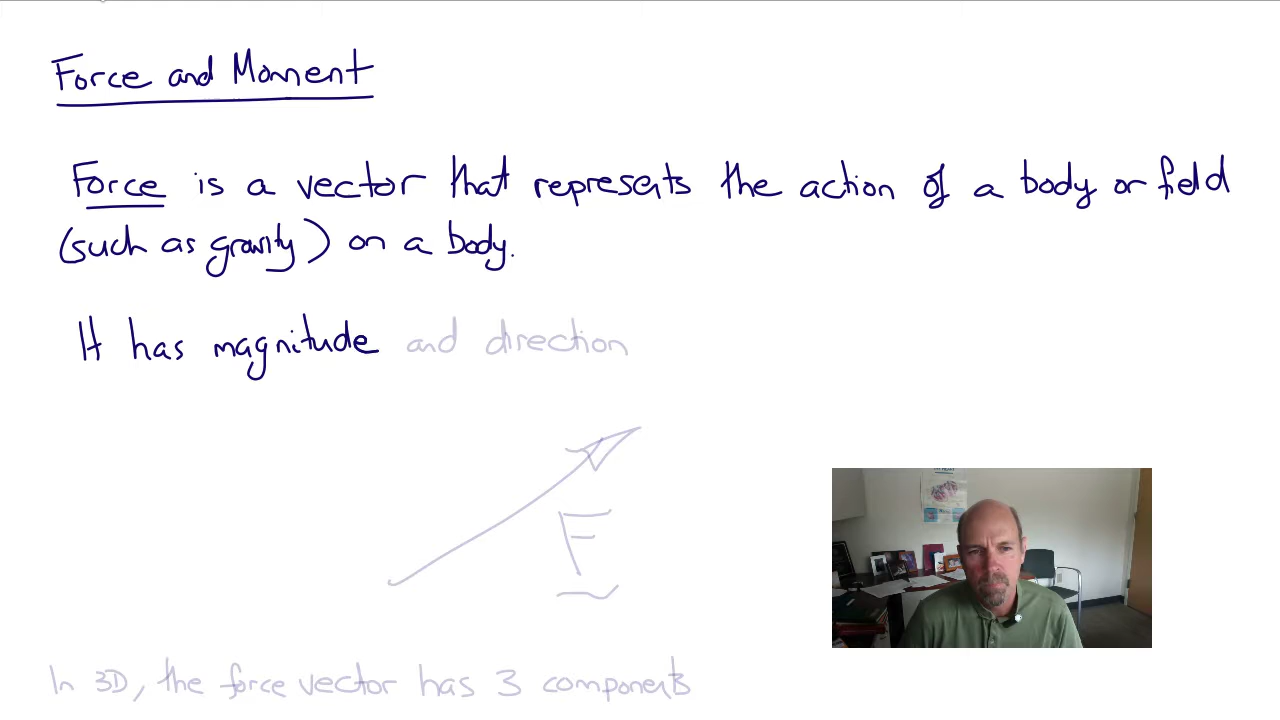 Force and Moment
Force is a vector that represents the action of a body or field
(such as gravity) on a body.
It has magnitude and direction
F
In 3D, the force vector has 3 components